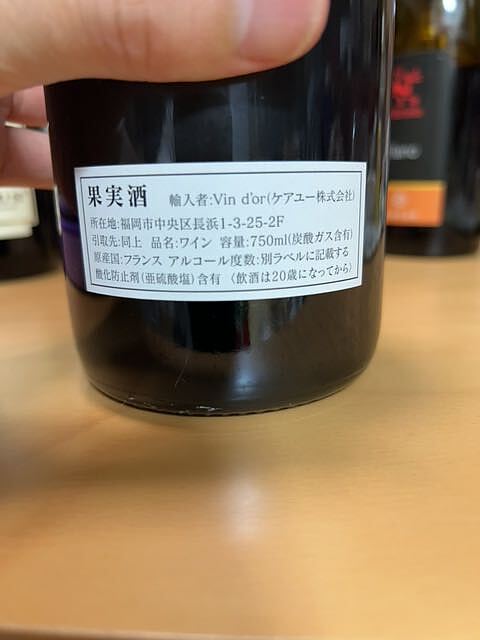 果実酒 輸入者:Vin d'or(ケアユー株式会社)
所在地:福岡市中央区長浜1-3-25-2F
引取先:同上 品名:ワイン 容量:750ml(炭酸ガス含有)
原産国:フランス アルコール度数:別ラベルに記載する
酸化防止剤(亜硫酸塩)含有 〈飲酒は20歳になってから〉